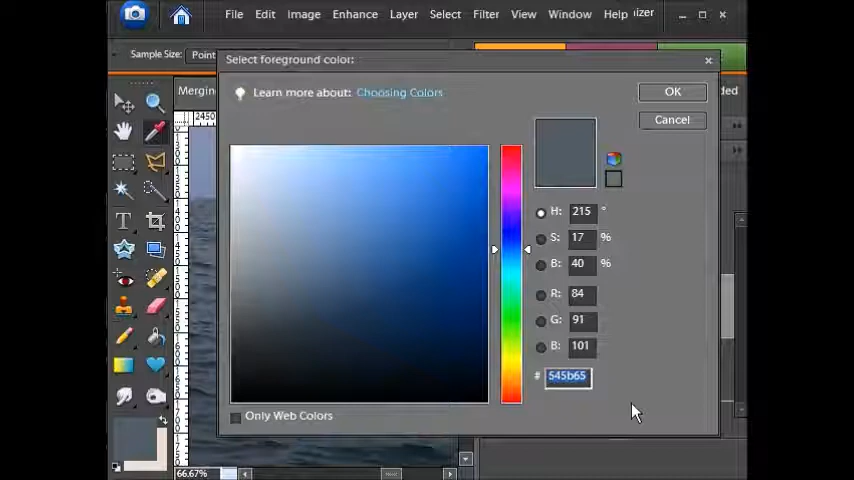 File Edit Image Enhance Layer Select Filter View Window Help
Sample Size: Point
Select foreground color:
Learn more about: Choosing Colors
OK
Cancel
Merging
2450
H: 215 °
S: 17 %
B: 40 %
R: 84
G: 91
B: 101
# 545b65
Only Web Colors
66.67%